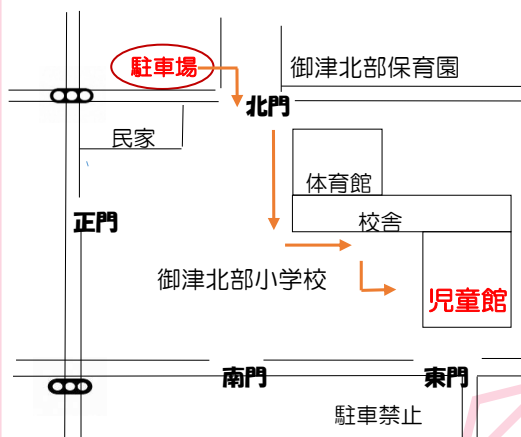 駐車場
御津北部保育園
北門
民家
体育館
正門
校舎
御津北部小学校
児童館
南門
東門
駐車禁止